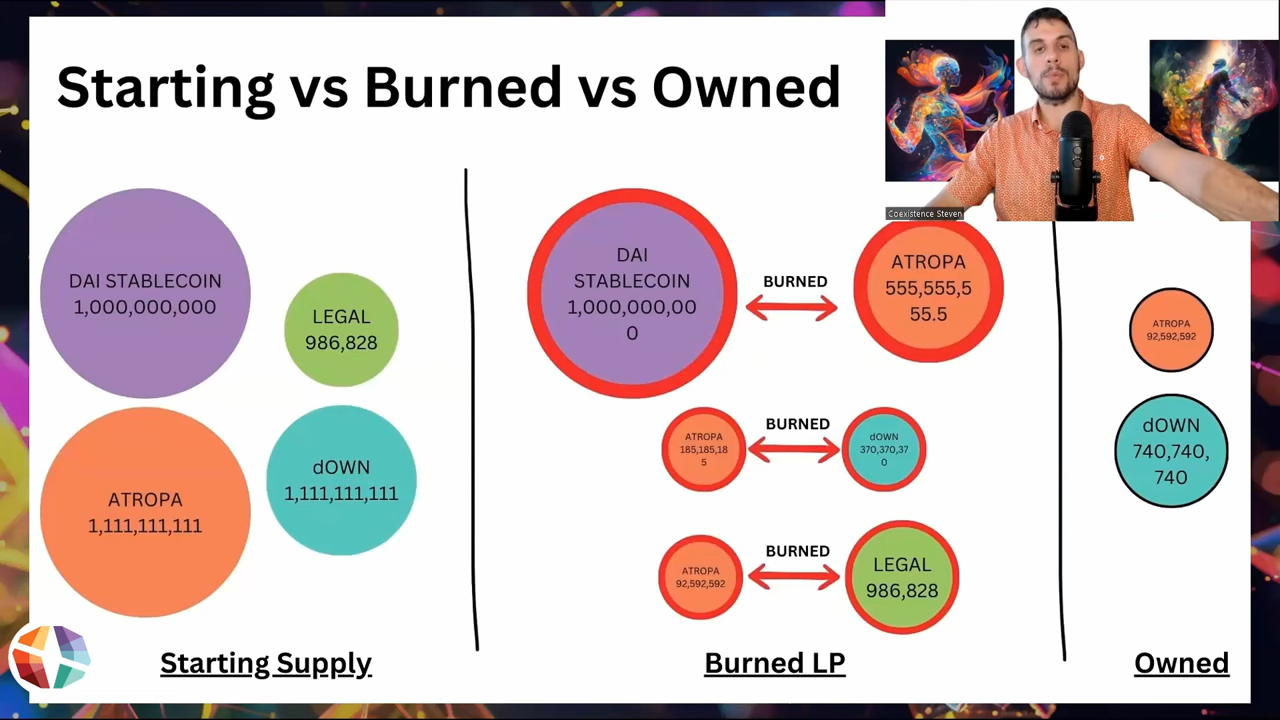 Starting vs Burned vs Owned
Coexistence Steven
DAI STABLECOIN
1,000,000,000
LEGAL
986,828
ATROPA
1,111,111,111
dOWN
1,111,111,111
Starting Supply
DAI
STABLECOIN
1,000,000,00
0
BURNED
ATROPA
555,555,5
55.5
ATROPA
185,185,18
5
BURNED
dOWN
370,370,37
0
ATROPA
92,592,592
BURNED
LEGAL
986,828
Burned LP
ATROPA
92,592,592
dOWN
740,740,
740
Owned